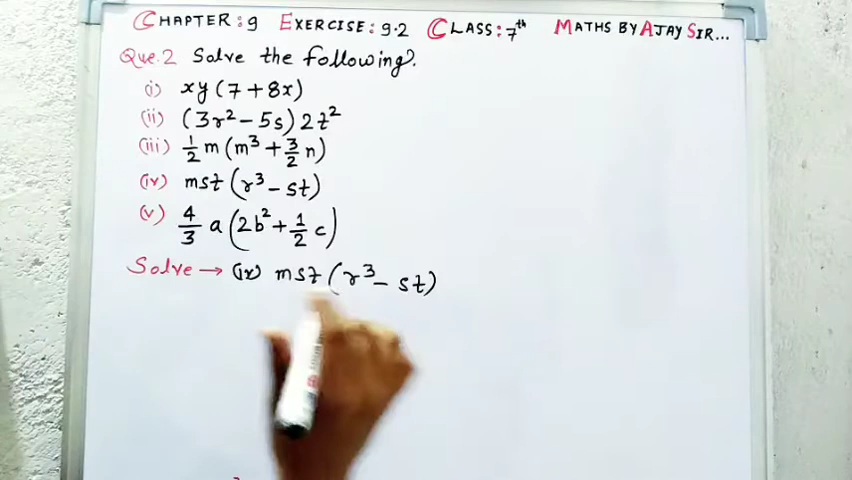 CHAPTER:9 EXERCISE:9.2 CLASS:7th MATHS BY AJAY SIR...
Que.2 Solve the following.
(i) xy(7+8x)
(ii) (3r²-5s)2t²
(iii) 1/2 m(m³+3/2 n)
(iv) mst(r³-st)
(v) 4/3 a(2b²+1/2 c)
Solve → (iv) mst(r³-st)